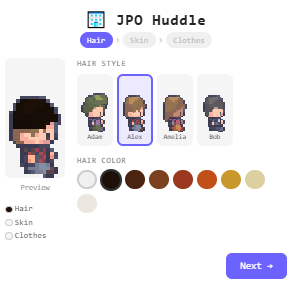 JPO Huddle
Hair › Skin › Clothes
HAIR STYLE
Adam Alex Amelia Bob
HAIR COLOR
Preview
Hair
Skin
Clothes
Next →